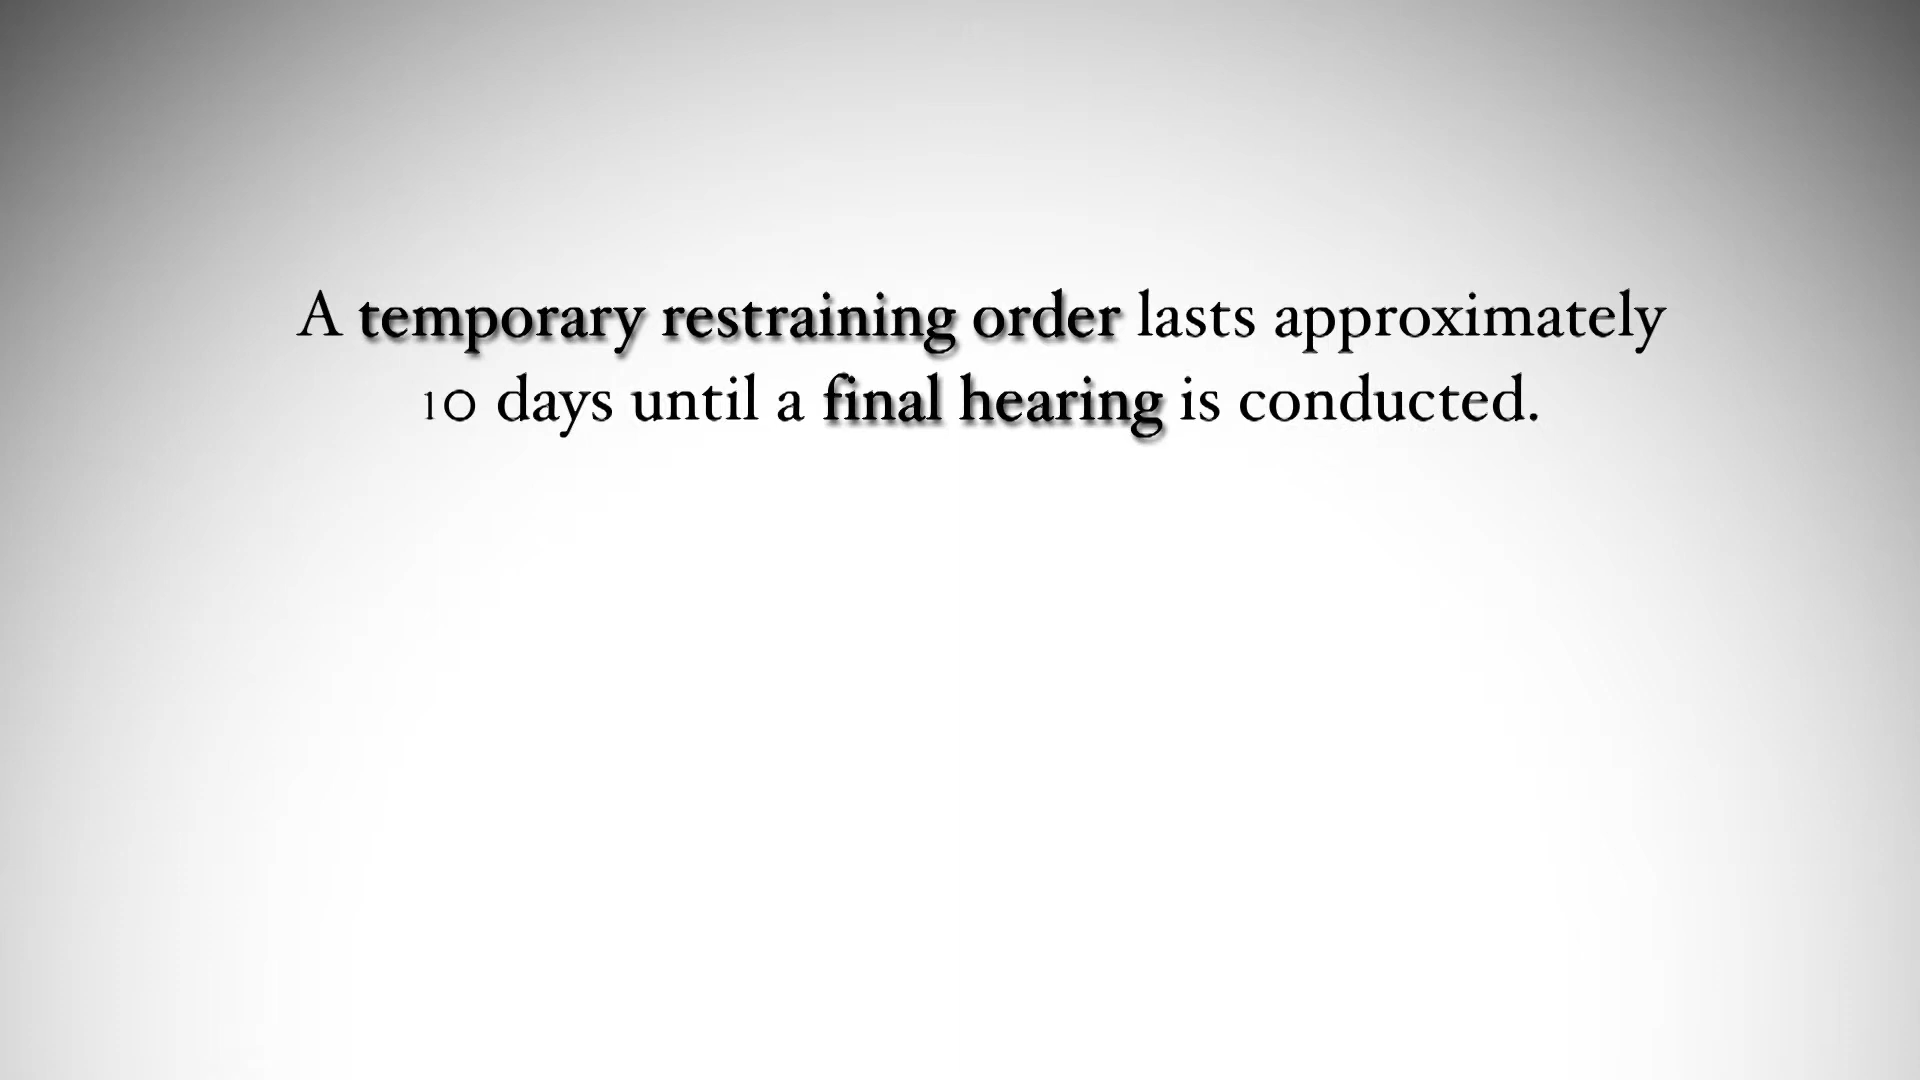 A temporary restraining order lasts approximately
10 days until a final hearing is conducted.